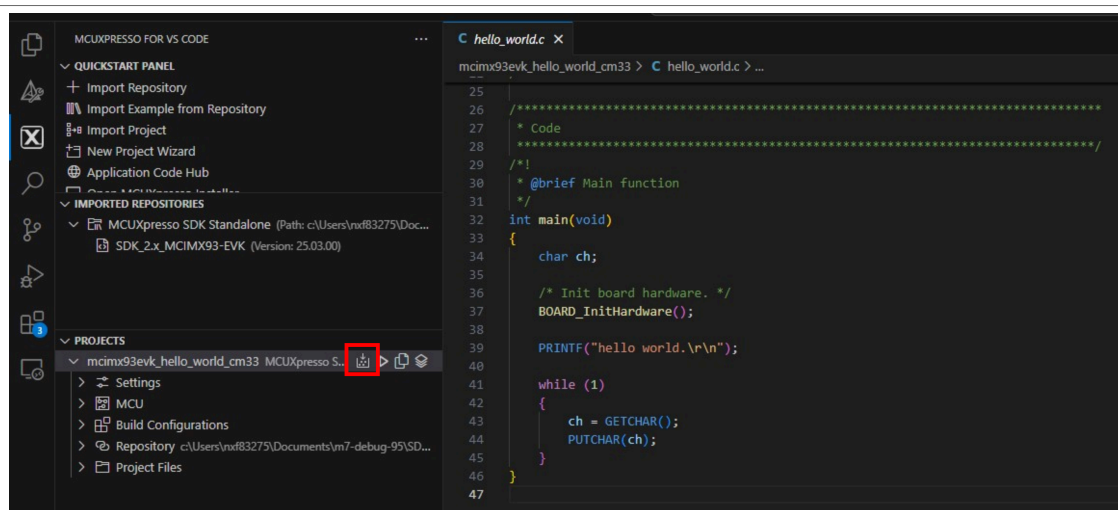 MCUXPRESSO FOR VS CODE
QUICKSTART PANEL
Import Repository
Import Example from Repository
Import Project
New Project Wizard
Application Code Hub
IMPORTED REPOSITORIES
MCUXpresso SDK Standalone (Path: c:\Users\nxf83275\Doc...
SDK_2.x_MCIMX93-EVK (Version: 25.03.00)
3
PROJECTS
mcimx93evk_hello_world_cm33 MCUXpresso S...
Settings
MCU
Build Configurations
Repository c:\Users\nxf83275\Documents\m7-debug-95\SD...
Project Files
C hello_world.c ×
mcimx93evk_hello_world_cm33 > C hello_world.c > ...
25
26 /*******************************************************************************
27 * Code
28 ******************************************************************************/
29 /*!
30 * @brief Main function
31 */
32 int main(void)
33 {
34 char ch;
35
36 /* Init board hardware. */
37 BOARD_InitHardware();
38
39 PRINTF("hello world.\r\n");
40
41 while (1)
42 {
43 ch = GETCHAR();
44 PUTCHAR(ch);
45 }
46 }
47